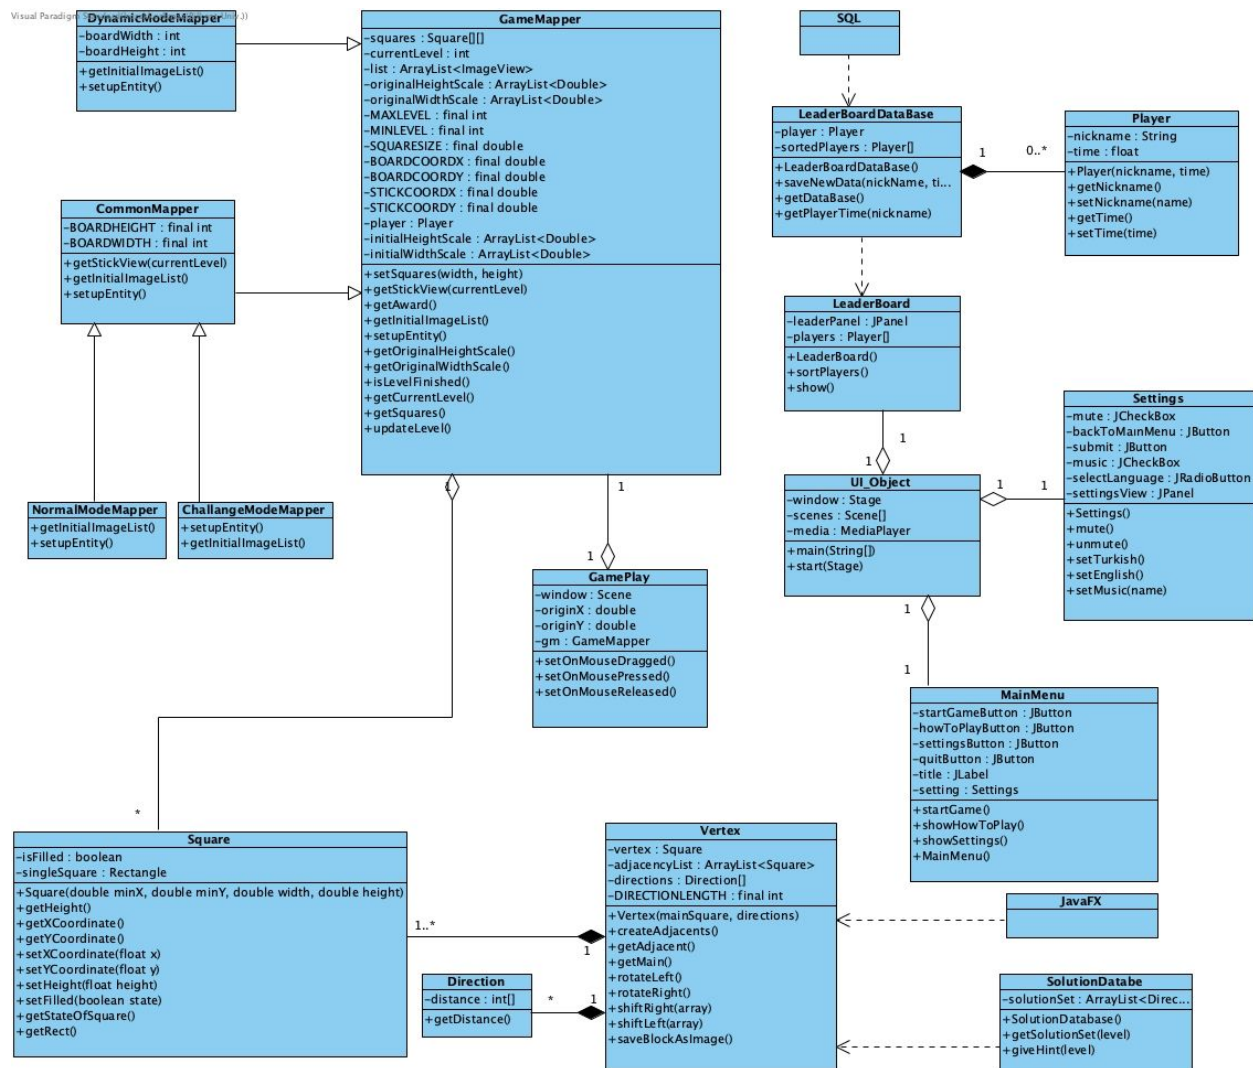 Visual Paradigm
DynamicModeMapper
-boardWidth : int
-boardHeight : int
+getInitialImageList()
+setupEntity()
GameMapper
-squares : Square[][]
-currentLevel : int
-list : ArrayList<ImageView>
-originalHeightScale : ArrayList<Double>
-originalWidthScale : ArrayList<Double>
-MAXLEVEL : final int
-MINLEVEL : final int
-SQUARESIZE : final double
-BOARDCOORDX : final double
-BOARDCOORDY : final double
-STICKCOORDX : final double
-STICKCOORDY : final double
-player : Player
-initialHeightScale : ArrayList<Double>
-initialWidthScale : ArrayList<Double>
+setSquares(width, height)
+getStickView(currentLevel)
+getAward()
+getInitialImageList()
+setupEntity()
+getOriginalHeightScale()
+getOriginalWidthScale()
+isLevelFinished()
+getCurrentLevel()
+getSquares()
+updateLevel()
SQL
LeaderBoardDataBase
-player : Player
-sortedPlayers : Player[]
+LeaderBoardDataBase()
+saveNewData(nickName, ti...
+getDataBase()
+getPlayerTime(nickname)
1
0..*
Player
-nickname : String
-time : float
+Player(nickname, time)
+getNickname()
+setNickname(name)
+getTime()
+setTime(time)
CommonMapper
-BOARDHEIGHT : final int
-BOARDWIDTH : final int
+getStickView(currentLevel)
+getInitialImageList()
+setupEntity()
LeaderBoard
-leaderPanel : JPanel
-players : Player[]
+LeaderBoard()
+sortPlayers()
+show()
1
1
Settings
-mute : JCheckBox
-backToMainMenu : JButton
-submit : JButton
-music : JCheckBox
-selectLanguage : JRadioButton
-settingsView : JPanel
+Settings()
+mute()
+unmute()
+setTurkish()
+setEnglish()
+setMusic(name)
UI_Object
-window : Stage
-scenes : Scene[]
-media : MediaPlayer
+main(String[])
+start(Stage)
1
1
NormalModeMapper
+getInitialImageList()
+setupEntity()
ChallangeModeMapper
+setupEntity()
+getInitialImageList()
1
1
1
GamePlay
-window : Scene
-originX : double
-originY : double
-gm : GameMapper
+setOnMouseDragged()
+setOnMousePressed()
+setOnMouseReleased()
1
1
MainMenu
-startGameButton : JButton
-howToPlayButton : JButton
-settingsButton : JButton
-quitButton : JButton
-title : JLabel
-setting : Settings
+startGame()
+showHowToPlay()
+showSettings()
+MainMenu()
*
Square
-isFilled : boolean
-singleSquare : Rectangle
+Square(double minX, double minY, double width, double height)
+getHeight()
+getXCoordinate()
+getYCoordinate()
+setXCoordinate(float x)
+setYCoordinate(float y)
+setHeight(float height)
+setFilled(boolean state)
+getStateOfSquare()
+getRect()
1..*
1
Vertex
-vertex : Square
-adjacencyList : ArrayList<Square>
-directions : Direction[]
-DIRECTIONLENGTH : final int
+Vertex(mainSquare, directions)
+createAdjacents()
+getAdjacent()
+getMain()
+rotateLeft()
+rotateRight()
+shiftRight(array)
+shiftLeft(array)
+saveBlockAsImage()
JavaFX
Direction
-distance : int[]
+getDistance()
*
1
SolutionDatabe
-solutionSet : ArrayList<Direc...
+SolutionDatabase()
+getSolutionSet(level)
+giveHint(level)